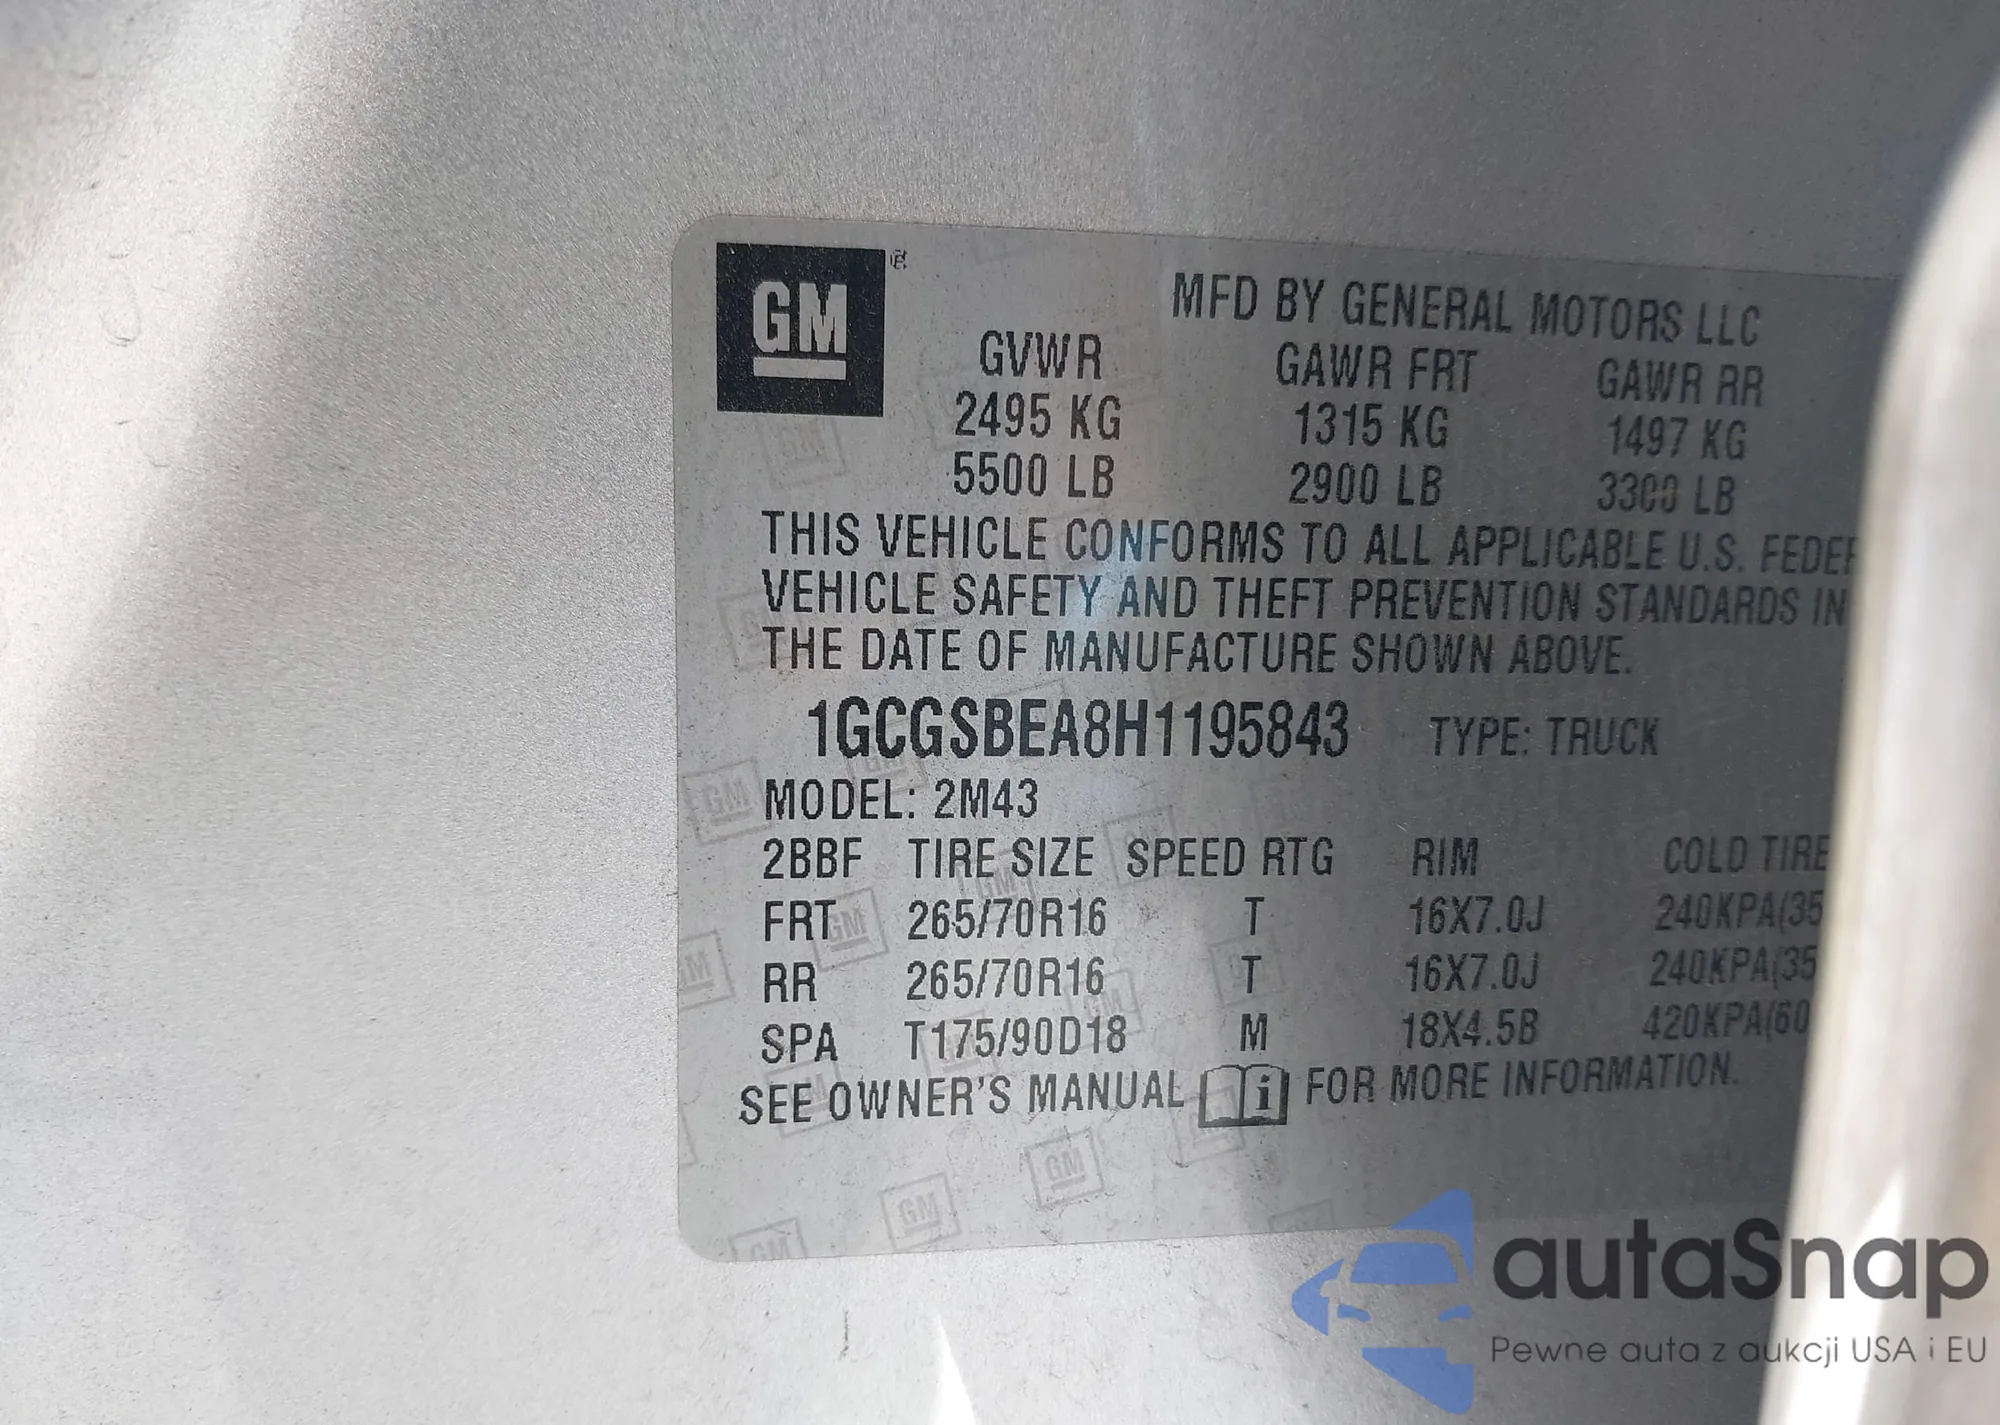 GM ®
MFD BY GENERAL MOTORS LLC
GVWR GAWR FRT GAWR RR
2495 KG 1315 KG 1497 KG
5500 LB 2900 LB 3300 LB
THIS VEHICLE CONFORMS TO ALL APPLICABLE U.S. FEDER
VEHICLE SAFETY AND THEFT PREVENTION STANDARDS IN
THE DATE OF MANUFACTURE SHOWN ABOVE.
1GCGSBEA8H1195843 TYPE: TRUCK
MODEL: 2M43
2BBF TIRE SIZE SPEED RTG RIM COLD TIRE
FRT 265/70R16 T 16X7.0J 240KPA(35
RR 265/70R16 T 16X7.0J 240KPA(35
SPA T175/90D18 M 18X4.5B 420KPA(60
SEE OWNER'S MANUAL i FOR MORE INFORMATION.
autaSnap
Pewne auta z aukcji USA i EU